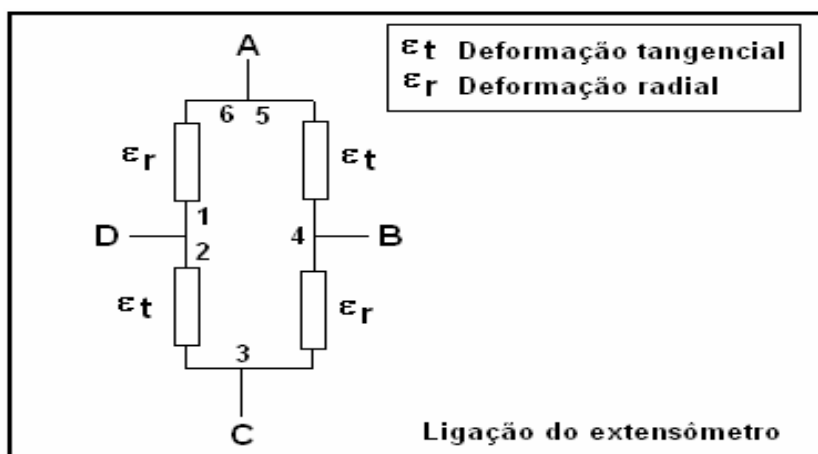 A
εt Deformação tangencial
εr Deformação radial
6 5
εr
εt
1
D
4
B
2
εt
εr
3
C
Ligação do extensômetro